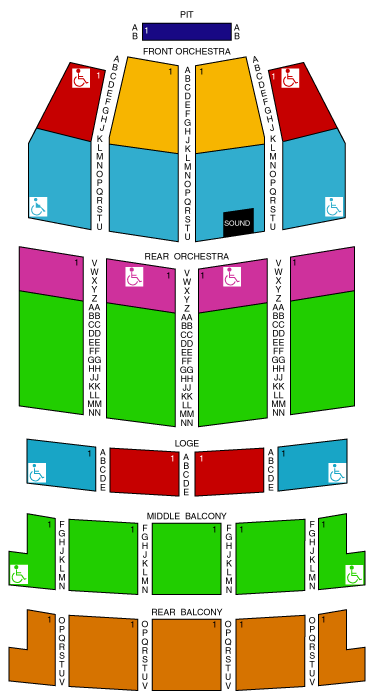 PIT
A B
1
A B
FRONT ORCHESTRA
1
A B C D E F G H J K L M N O P Q R S T U
1
A B C D E F G H J K L M N O P Q R S T U
1
A B C D E F G H J K L M N O P Q R S T U
1
SOUND
REAR ORCHESTRA
1
V W X Y Z AA BB CC DD EE FF GG HH JJ KK LL MM NN
1
V W X Y Z AA BB CC DD EE FF GG HH JJ KK LL MM NN
1
V W X Y Z AA BB CC DD EE FF GG HH JJ KK LL MM NN
1
LOGE
1
A B C D E
1
A B C D E
1
A B C D E
1
MIDDLE BALCONY
1
F G H J K L M N
1
F G H J K L M N
1
F G H J K L M N
1
F G H J K L M N
1
REAR BALCONY
1
O P Q R S T U V
1
O P Q R S T U V
1
O P Q R S T U V
1
O P Q R S T U V
1